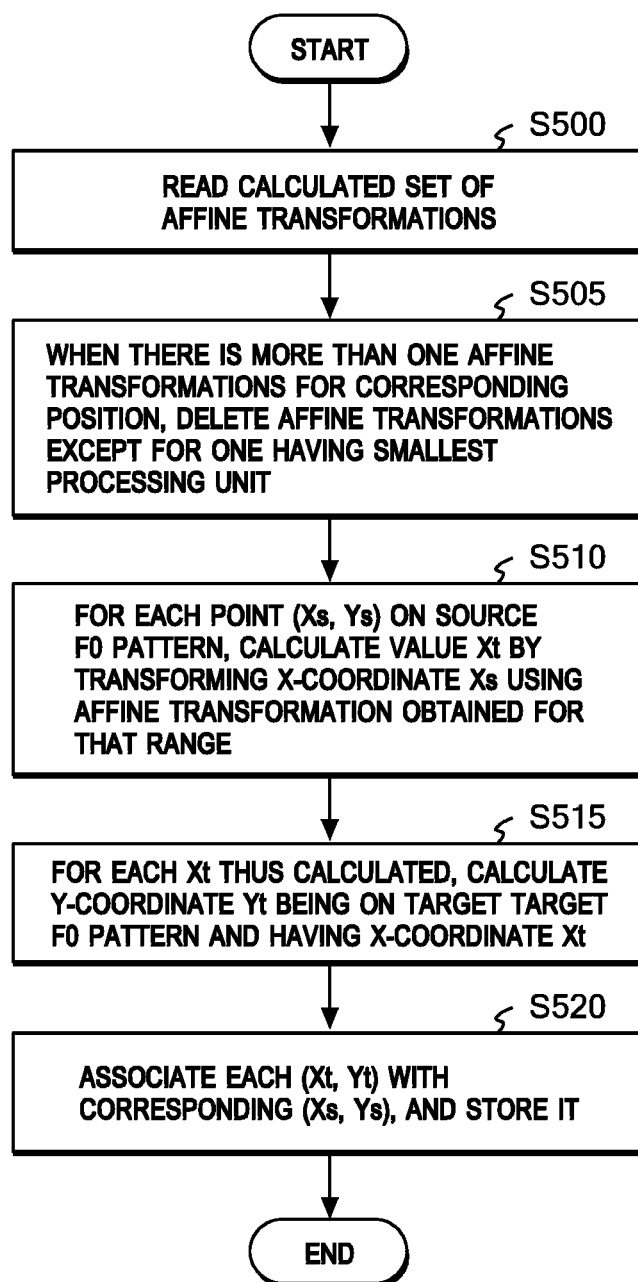 START
S500
READ CALCULATED SET OF
AFFINE TRANSFORMATIONS
S505
WHEN THERE IS MORE THAN ONE AFFINE
TRANSFORMATIONS FOR CORRESPONDING
POSITION, DELETE AFFINE TRANSFORMATIONS
EXCEPT FOR ONE HAVING SMALLEST
PROCESSING UNIT
S510
FOR EACH POINT (Xs, Ys) ON SOURCE
F0 PATTERN, CALCULATE VALUE Xt BY
TRANSFORMING X-COORDINATE Xs USING
AFFINE TRANSFORMATION OBTAINED FOR
THAT RANGE
S515
FOR EACH Xt THUS CALCULATED, CALCULATE
Y-COORDINATE Yt BEING ON TARGET TARGET
F0 PATTERN AND HAVING X-COORDINATE Xt
S520
ASSOCIATE EACH (Xt, Yt) WITH
CORRESPONDING (Xs, Ys), AND STORE IT
END